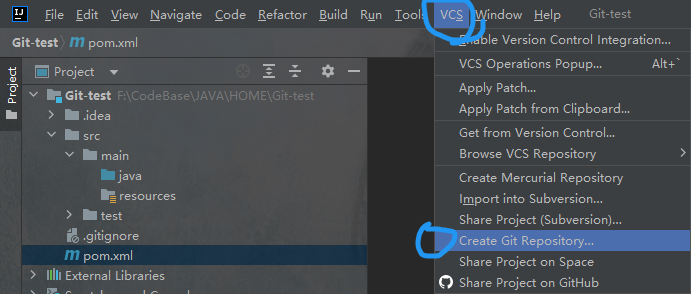 File Edit View Navigate Code Refactor Build Run Tools VCS Window Help Git-test
Git-test pom.xml
Project
Project
Git-test F:\CodeBase\JAVA\HOME\Git-test
.idea
src
main
java
resources
test
.gitignore
pom.xml
External Libraries
Enable Version Control Integration...
VCS Operations Popup... Alt+`
Apply Patch...
Apply Patch from Clipboard...
Get from Version Control...
Browse VCS Repository
Create Mercurial Repository
Import into Subversion...
Share Project (Subversion)...
Create Git Repository...
Share Project on Space
Share Project on GitHub